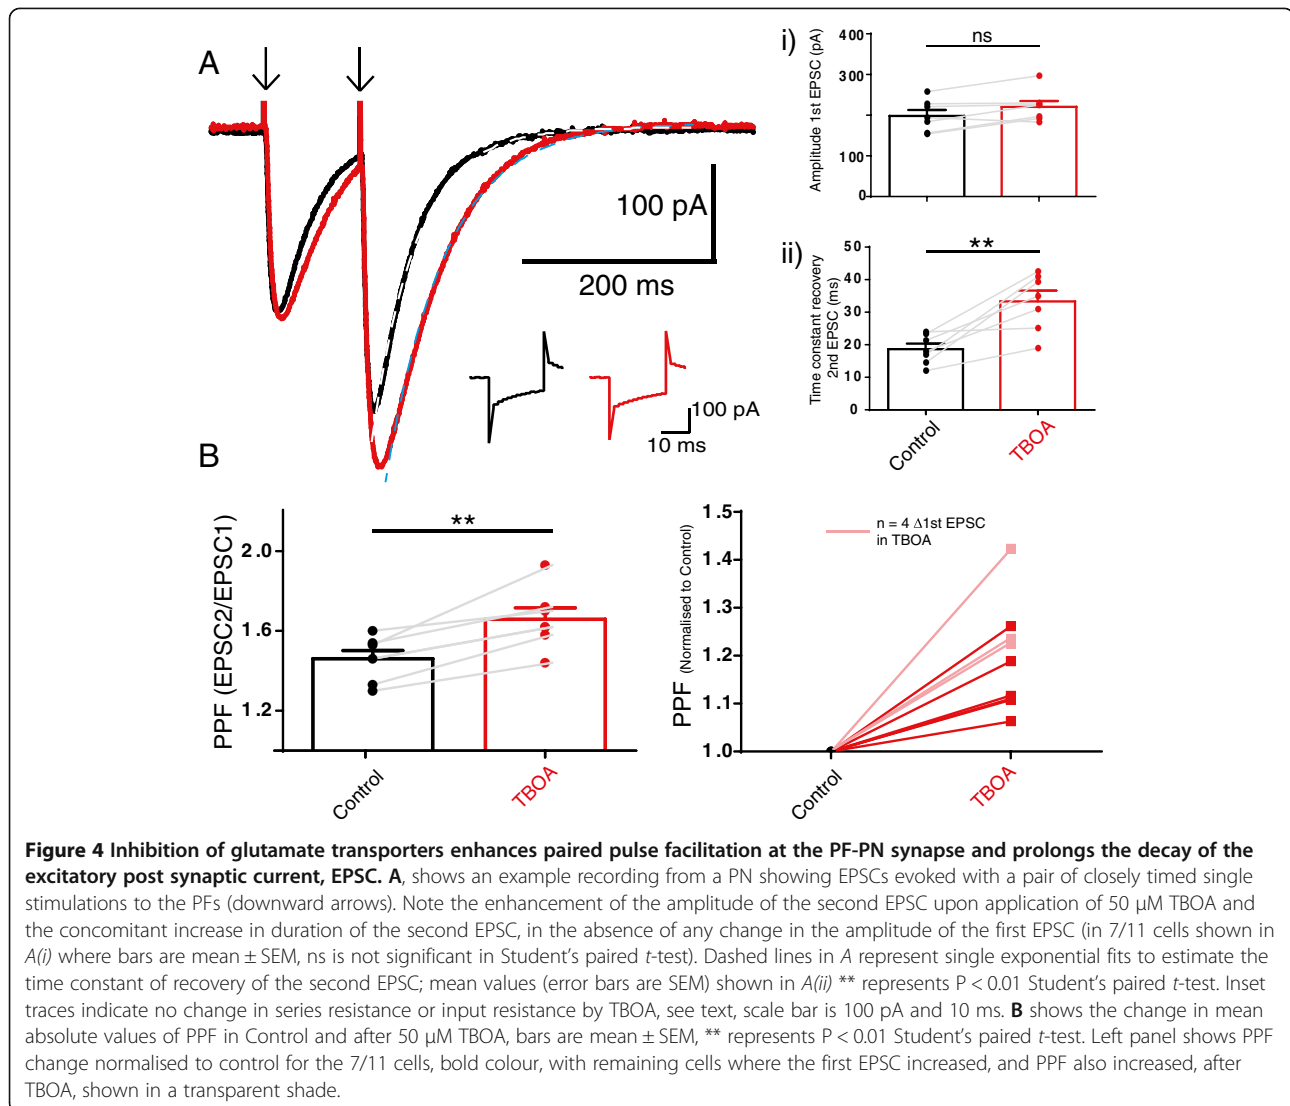 A
100 pA
200 ms
100 pA
10 ms
i)
Amplitude 1st EPSC (pA)
400
300
100
0
ns
ii)
Time constant recovery
2nd EPSC (ms)
50
40
30
20
10
0
**
Control
TBOA
B
PPF (EPSC2/EPSC1)
2.0
1.6
1.2
**
Control
TBOA
PPF (Normalised to Control)
1.5
1.4
1.3
1.2
1.1
1.0
n = 4 Δ1st EPSC
in TBOA
Control
TBOA
Figure 4 Inhibition of glutamate transporters enhances paired pulse facilitation at the PF-PN synapse and prolongs the decay of the
excitatory post synaptic current, EPSC. A, shows an example recording from a PN showing EPSCs evoked with a pair of closely timed single
stimulations to the PFs (downward arrows). Note the enhancement of the amplitude of the second EPSC upon application of 50 μM TBOA and
the concomitant increase in duration of the second EPSC, in the absence of any change in the amplitude of the first EPSC (in 7/11 cells shown in
A(i) where bars are mean ± SEM, ns is not significant in Student's paired t-test). Dashed lines in A represent single exponential fits to estimate the
time constant of recovery of the second EPSC; mean values (error bars are SEM) shown in A(ii) ** represents P < 0.01 Student's paired t-test. Inset
traces indicate no change in series resistance or input resistance by TBOA, see text, scale bar is 100 pA and 10 ms. B shows the change in mean
absolute values of PPF in Control and after 50 μM TBOA, bars are mean ± SEM, ** represents P < 0.01 Student's paired t-test. Left panel shows PPF
change normalised to control for the 7/11 cells, bold colour, with remaining cells where the first EPSC increased, and PPF also increased, after
TBOA, shown in a transparent shade.